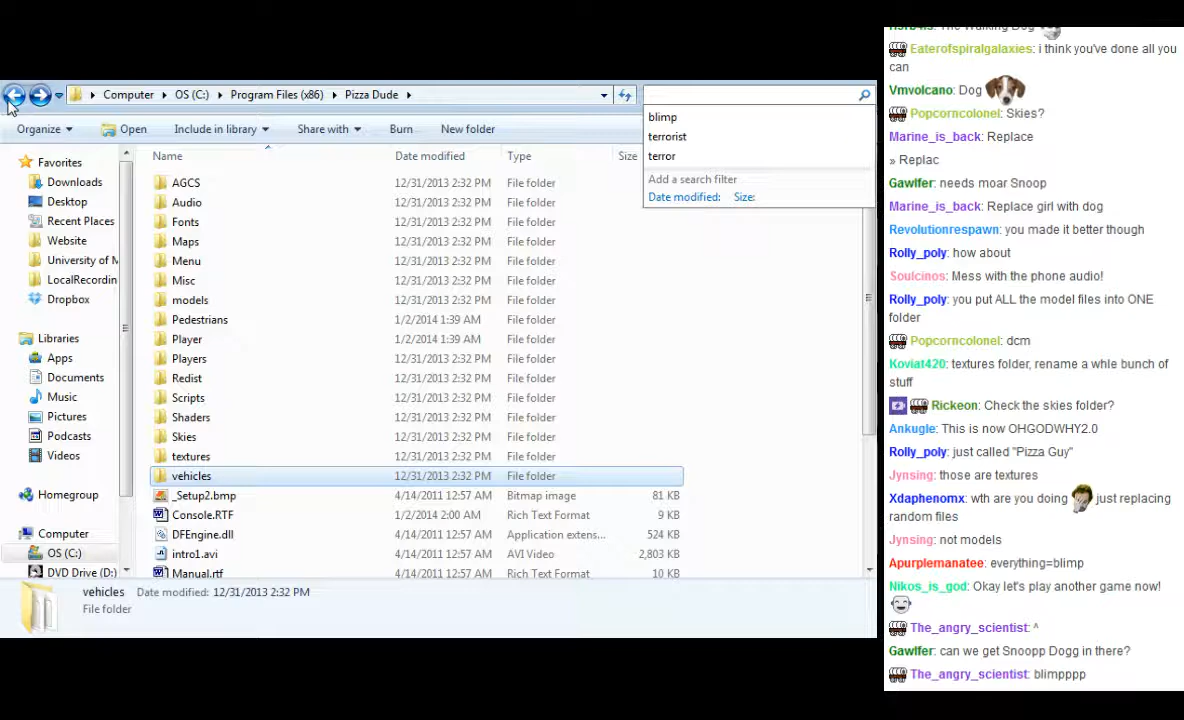 Computer OS (C:) Program Files (x86) Pizza Dude
Organize Open Include in library Share with Burn New folder
blimp
terrorist
terror
Add a search filter
Date modified: Size:
Favorites
Downloads
Desktop
Recent Places
Website
University of M
LocalRecordin
Dropbox
Libraries
Apps
Documents
Music
Pictures
Podcasts
Videos
Homegroup
Computer
OS (C:)
DVD Drive (D:)
Name Date modified Type Size
AGCS 12/31/2013 2:32 PM File folder
Audio 12/31/2013 2:32 PM File folder
Fonts 12/31/2013 2:32 PM File folder
Maps 12/31/2013 2:32 PM File folder
Menu 12/31/2013 2:32 PM File folder
Misc 12/31/2013 2:32 PM File folder
models 12/31/2013 2:32 PM File folder
Pedestrians 1/2/2014 1:39 AM File folder
Player 1/2/2014 1:39 AM File folder
Players 12/31/2013 2:32 PM File folder
Redist 12/31/2013 2:32 PM File folder
Scripts 12/31/2013 2:32 PM File folder
Shaders 12/31/2013 2:32 PM File folder
Skies 12/31/2013 2:32 PM File folder
textures 12/31/2013 2:32 PM File folder
vehicles 12/31/2013 2:32 PM File folder
_Setup2.bmp 4/14/2011 12:57 AM Bitmap image 81 KB
Console.RTF 1/2/2014 2:00 AM Rich Text Format 9 KB
DFEngine.dll 4/14/2011 12:57 AM Application extens... 524 KB
intro1.avi 4/14/2011 12:57 AM AVI Video 2,803 KB
Manual.rtf 4/14/2011 12:57 AM Rich Text Format 10 KB
vehicles Date modified: 12/31/2013 2:32 PM
File folder
The Walking Dog
Eaterofspiralgalaxies: i think you've done all you
can
Vmvolcano: Dog
Popcorncolonel: Skies?
Marine_is_back: Replace
» Replac
Gawlfer: needs moar Snoop
Marine_is_back: Replace girl with dog
Revolutionrespawn: you made it better though
Rolly_poly: how about
Soulcinos: Mess with the phone audio!
Rolly_poly: you put ALL the model files into ONE
folder
Popcorncolonel: dcm
Koviat420: textures folder, rename a whle bunch of
stuff
Rickeon: Check the skies folder?
Ankugle: This is now OHGODWHY2.0
Rolly_poly: just called "Pizza Guy"
Jynsing: those are textures
Xdaphenomx: wth are you doing just replacing
random files
Jynsing: not models
Apurplemanatee: everything=blimp
Nikos_is_god: Okay let's play another game now!
The_angry_scientist: ^
Gawlfer: can we get Snoopp Dogg in there?
The_angry_scientist: blimpppp